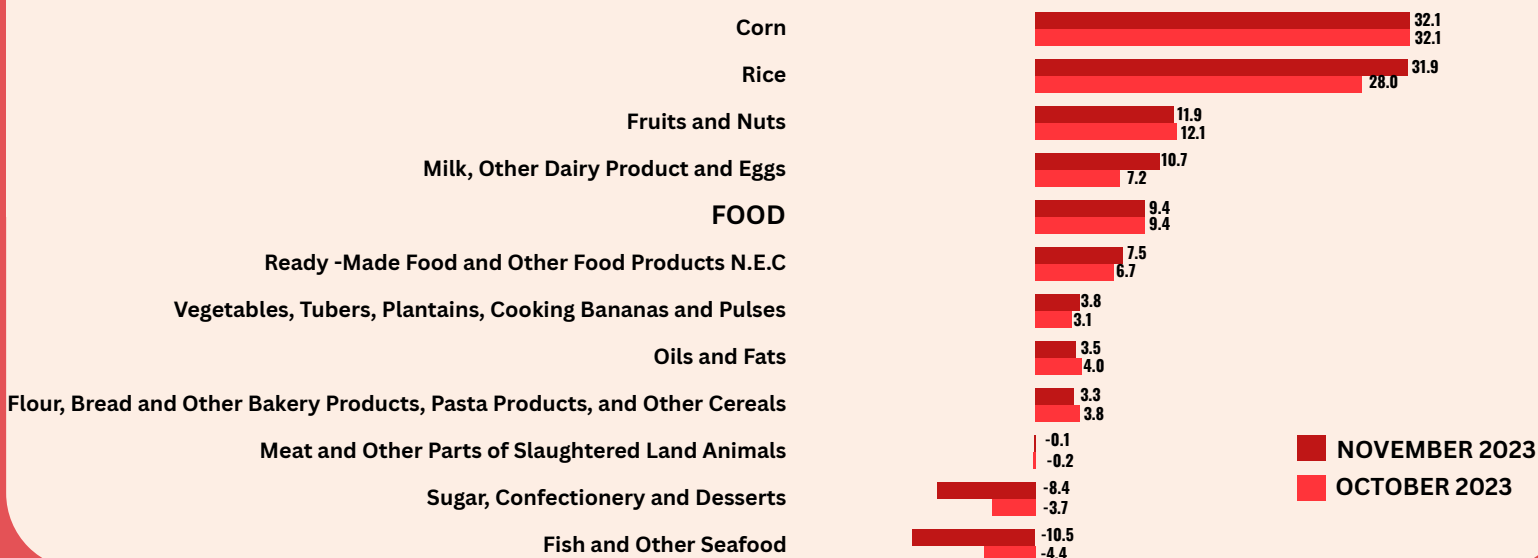 Corn
32.1
32.1
Rice
31.9
28.0
Fruits and Nuts
11.9
12.1
Milk, Other Dairy Product and Eggs
10.7
7.2
FOOD
9.4
9.4
Ready -Made Food and Other Food Products N.E.C
7.5
6.7
Vegetables, Tubers, Plantains, Cooking Bananas and Pulses
3.8
3.1
Oils and Fats
3.5
4.0
Flour, Bread and Other Bakery Products, Pasta Products, and Other Cereals
3.3
3.8
Meat and Other Parts of Slaughtered Land Animals
-0.1
-0.2
Sugar, Confectionery and Desserts
-8.4
-3.7
Fish and Other Seafood
-10.5
-4.4
NOVEMBER 2023
OCTOBER 2023